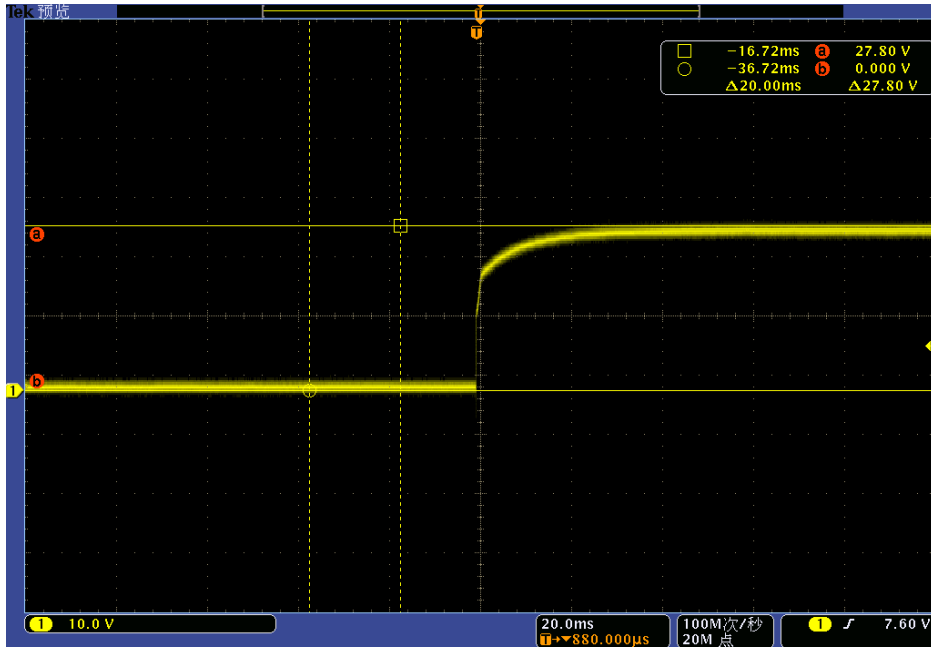 Tek 预览
T
T
□ −16.72ms a 27.80 V
○ −36.72ms b 0.000 V
Δ20.00ms Δ27.80 V
a
b
1
1 10.0 V
20.0ms
T→▼880.000μs
100M次/秒
20M 点
1 ʃ 7.60 V